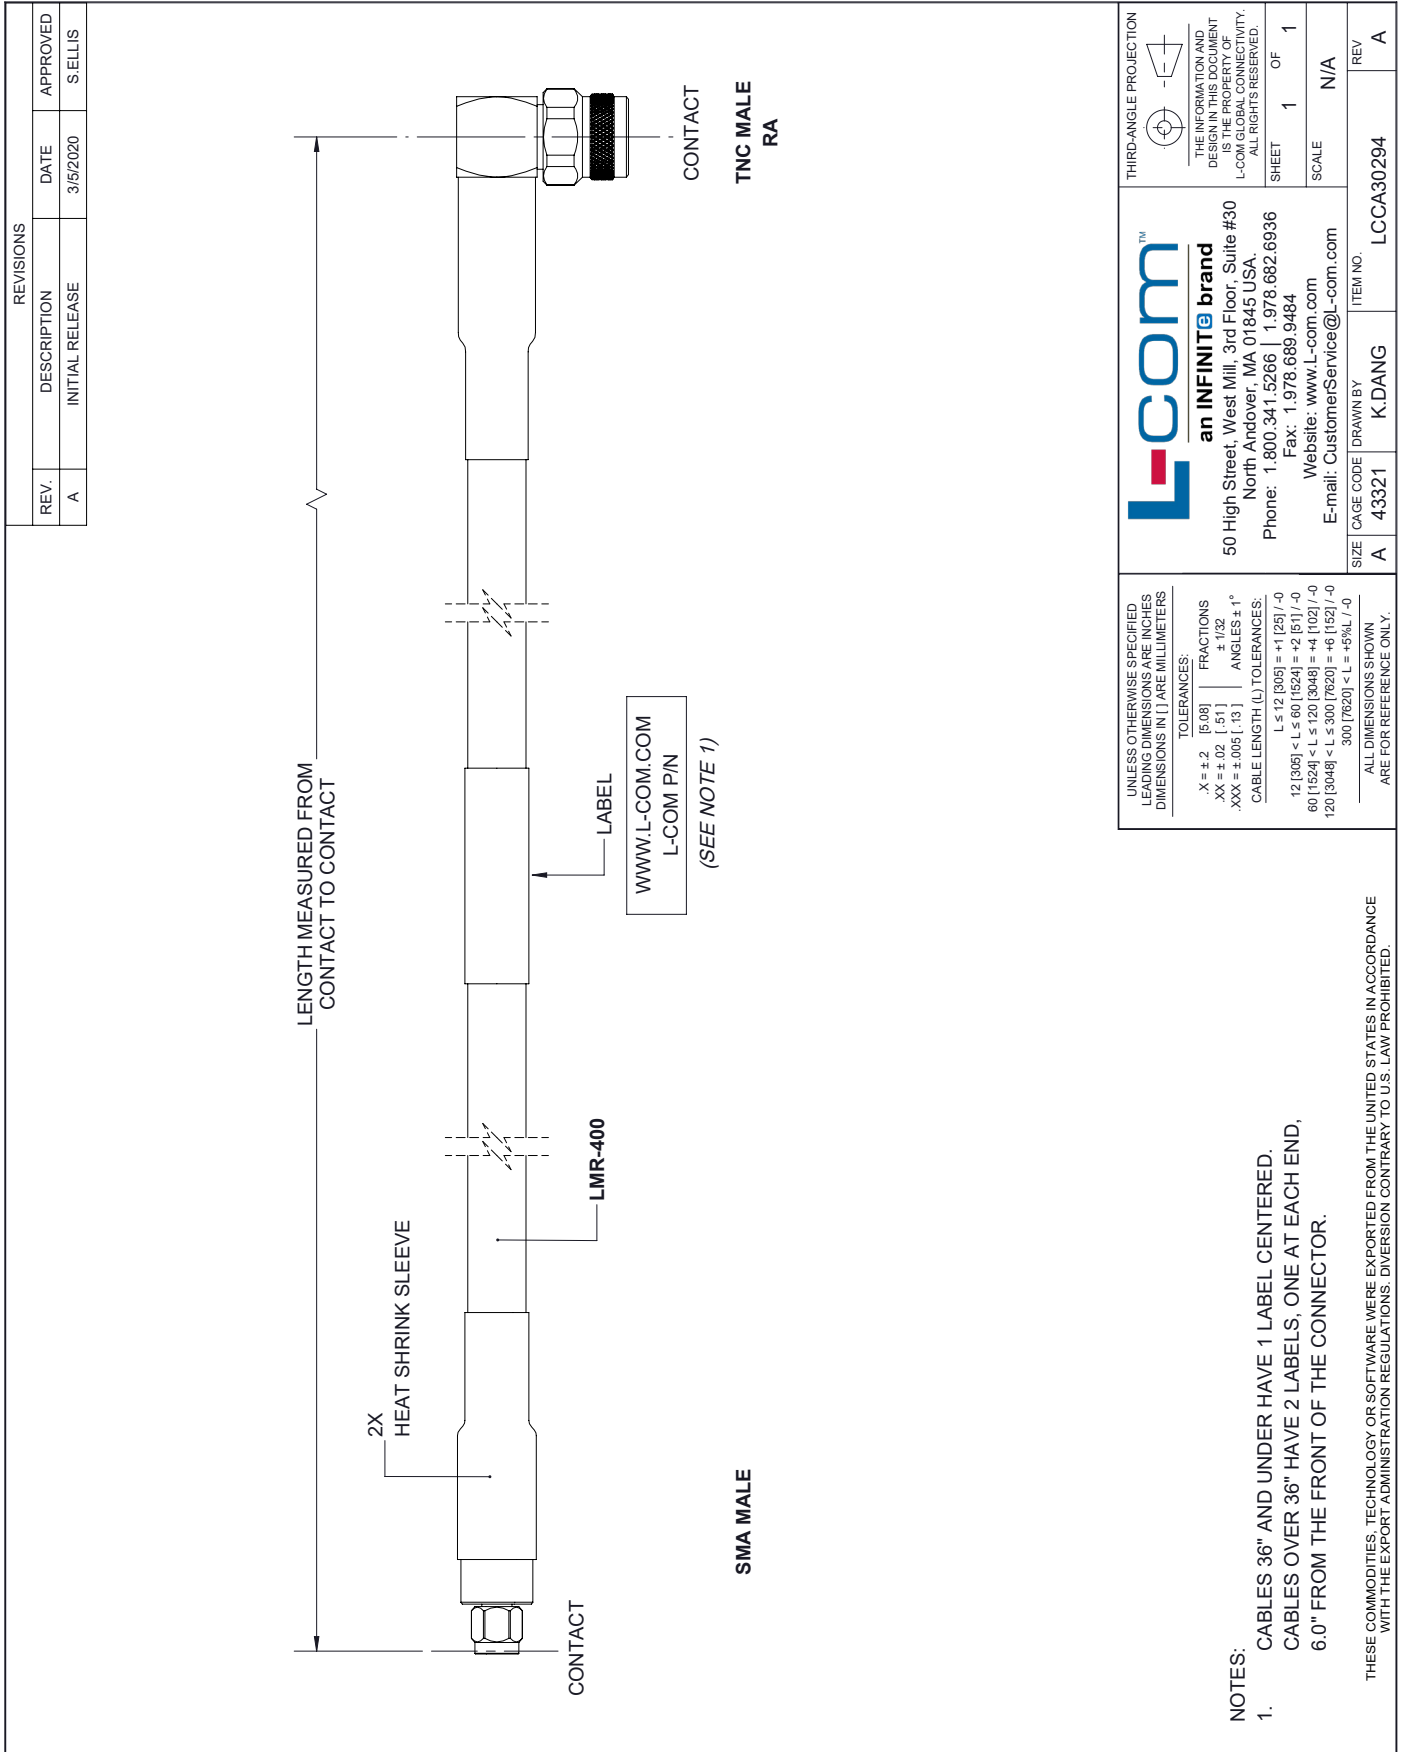 REVISIONS
REV. DESCRIPTION DATE APPROVED
A INITIAL RELEASE 3/5/2020 S.ELLIS
LENGTH MEASURED FROM
CONTACT TO CONTACT
2X
HEAT SHRINK SLEEVE
LMR-400
LABEL
WWW.L-COM.COM
L-COM P/N
(SEE NOTE 1)
CONTACT
CONTACT
SMA MALE
TNC MALE
RA
NOTES:
1. CABLES 36" AND UNDER HAVE 1 LABEL CENTERED.
CABLES OVER 36" HAVE 2 LABELS, ONE AT EACH END,
6.0" FROM THE FRONT OF THE CONNECTOR.
THESE COMMODITIES, TECHNOLOGY OR SOFTWARE WERE EXPORTED FROM THE UNITED STATES IN ACCORDANCE
WITH THE EXPORT ADMINISTRATION REGULATIONS. DIVERSION CONTRARY TO U.S. LAW PROHIBITED.
UNLESS OTHERWISE SPECIFIED
LEADING DIMENSIONS ARE INCHES
DIMENSIONS IN [ ] ARE MILLIMETERS
TOLERANCES:
.X = ± .2 [5.08] FRACTIONS
.XX = ± .02 [ .51 ] ± 1/32
.XXX = ± .005 [ .13 ] ANGLES ± 1°
CABLE LENGTH (L) TOLERANCES:
L ≤ 12 [305] = +1 [25] / -0
12 [305] < L ≤ 60 [1524] = +2 [51] / -0
60 [1524] < L ≤ 120 [3048] = +4 [102] / -0
120 [3048] < L ≤ 300 [7620] = +6 [152] / -0
300 [7620] < L = +5%L / -0
ALL DIMENSIONS SHOWN
ARE FOR REFERENCE ONLY.
L-com™
an INFINITe brand
50 High Street, West Mill, 3rd Floor, Suite #30
North Andover, MA 01845 USA.
Phone: 1.800.341.5266 | 1.978.682.6936
Fax: 1.978.689.9484
Website: www.L-com.com
E-mail: CustomerService@L-com.com
THIRD-ANGLE PROJECTION
THE INFORMATION AND
DESIGN IN THIS DOCUMENT
IS THE PROPERTY OF
L-COM GLOBAL CONNECTIVITY.
ALL RIGHTS RESERVED.
SHEET 1 OF 1
SCALE N/A
SIZE CAGE CODE DRAWN BY ITEM NO. REV
A 43321 K.DANG LCCA30294 A